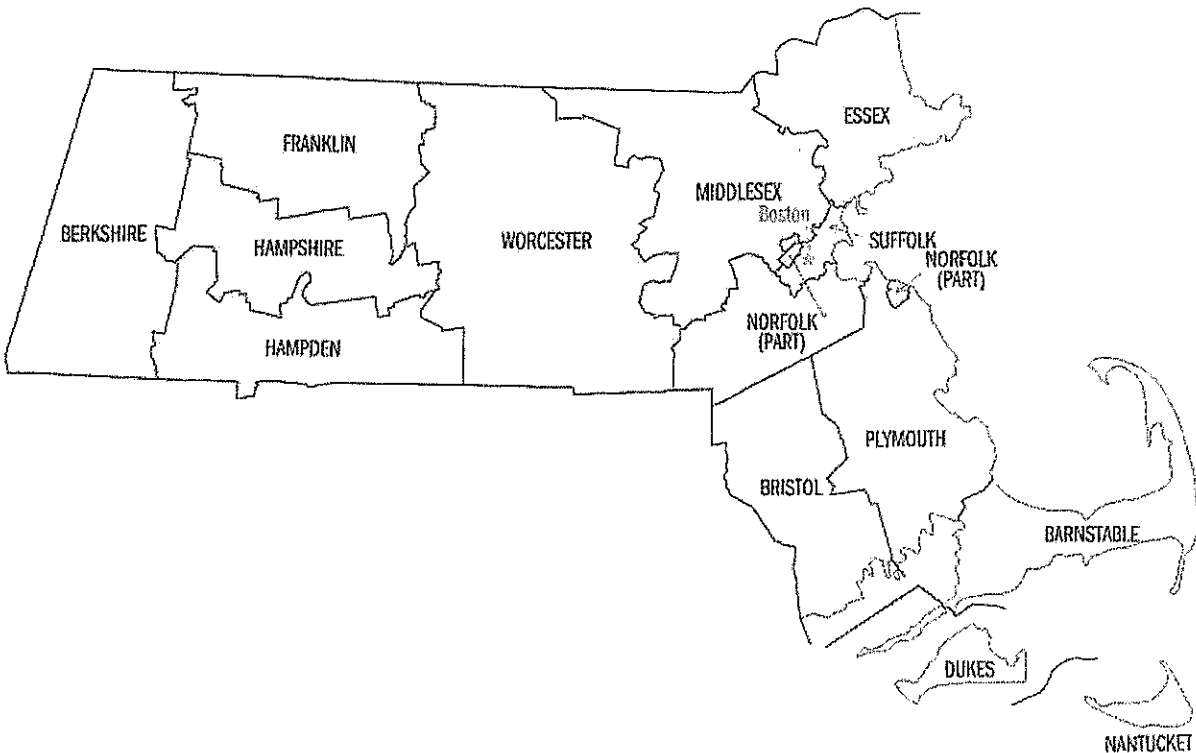 ESSEX
FRANKLIN
MIDDLESEX
Boston
BERKSHIRE
HAMPSHIRE
WORCESTER
SUFFOLK
NORFOLK
(PART)
NORFOLK
(PART)
HAMPDEN
PLYMOUTH
BRISTOL
BARNSTABLE
DUKES
NANTUCKET